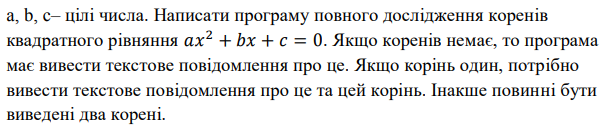 a, b, c– цілі числа. Написати програму повного дослідження коренів
квадратного рівняння 𝑎𝑥² + 𝑏𝑥 + 𝑐 = 0. Якщо коренів немає, то програма
має вивести текстове повідомлення про це. Якщо корінь один, потрібно
вивести текстове повідомлення про це та цей корінь. Інакше повинні бути
виведені два корені.